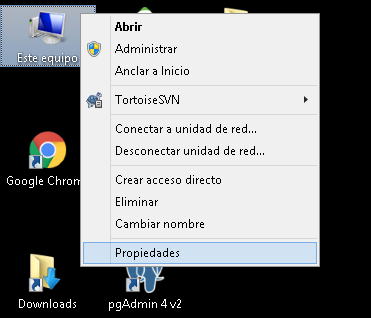 Este equipo
Abrir
Administrar
Anclar a Inicio
TortoiseSVN
Conectar a unidad de red...
Desconectar unidad de red...
Crear acceso directo
Eliminar
Cambiar nombre
Propiedades
Google Chrom
Downloads
pgAdmin 4 v2